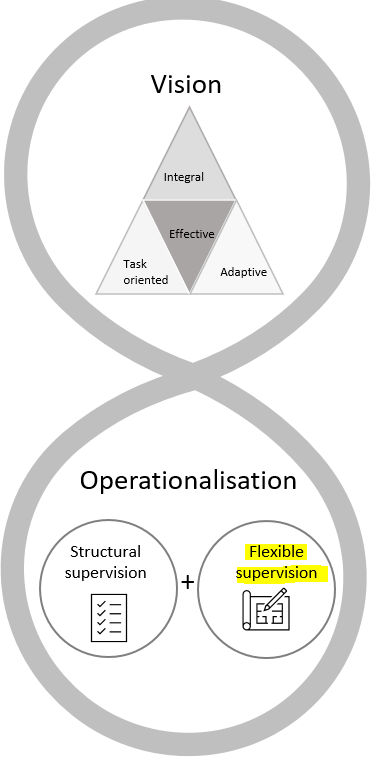 Vision
Integral
Effective
Task
oriented
Adaptive
Operationalisation
Structural
supervision
+
Flexible
supervision